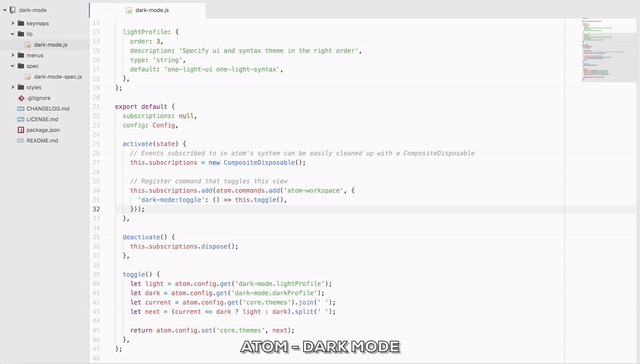 dark-mode
keymaps
lib
dark-mode.js
menus
spec
dark-mode-spec.js
styles
.gitignore
CHANGELOG.md
LICENSE.md
package.json
README.md
dark-mode.js
12
13 lightProfile: {
14 order: 3,
15 description: 'Specify ui and syntax theme in the right order',
16 type: 'string',
17 default: 'one-light-ui one-light-syntax',
18 },
19 };
20
21 export default {
22 subscriptions: null,
23 config: Config,
24
25 activate(state) {
26 // Events subscribed to in atom's system can be easily cleaned up with a CompositeDisposable
27 this.subscriptions = new CompositeDisposable();
28
29 // Register command that toggles this view
30 this.subscriptions.add(atom.commands.add('atom-workspace', {
31 'dark-mode:toggle': () => this.toggle(),
32 }));
33 },
34
35 deactivate() {
36 this.subscriptions.dispose();
37 },
38
39 toggle() {
40 let light = atom.config.get('dark-mode.lightProfile');
41 let dark = atom.config.get('dark-mode.darkProfile');
42 let current = atom.config.get('core.themes').join(' ');
43 let next = (current == dark ? light : dark).split(' ');
44
45 return atom.config.set('core.themes', next);
46 },
47 };
48
ATOM – DARK MODE